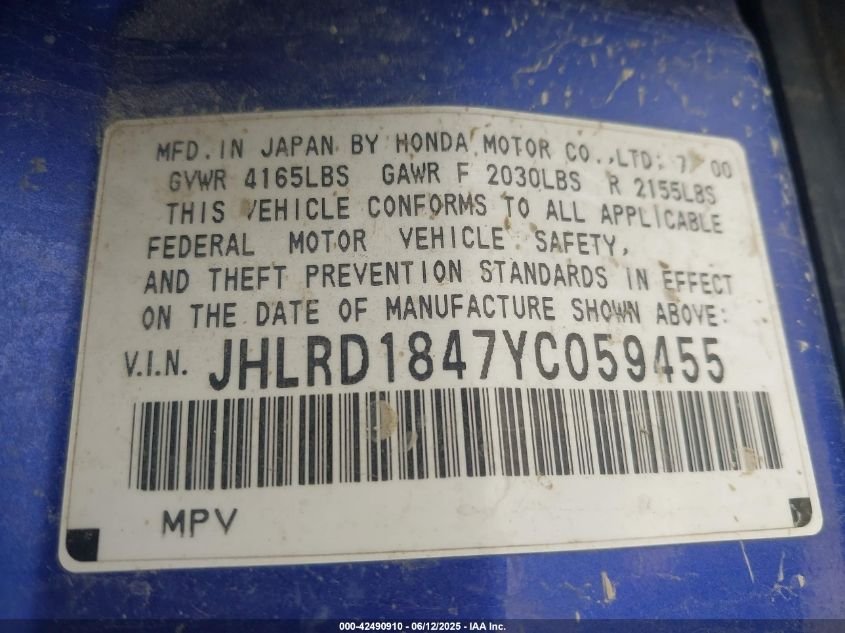 MFD. IN JAPAN BY HONDA MOTOR CO.,LTD: 7 00
GVWR 4165LBS GAWR F 2030LBS R 2155LBS
THIS VEHICLE CONFORMS TO ALL APPLICABLE
FEDERAL MOTOR VEHICLE SAFETY,
AND THEFT PREVENTION STANDARDS IN EFFECT
ON THE DATE OF MANUFACTURE SHOWN ABOVE:
V.I.N. JHLRD1847YC059455
MPV
000-42490910 - 06/12/2025 - IAA Inc.